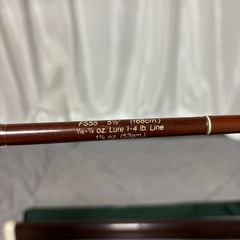 FS55 5½' (168cm.)
¹⁄₁₆-¼ oz. Lure 1-4 lb. Line
1⅞ oz. (53gm.)